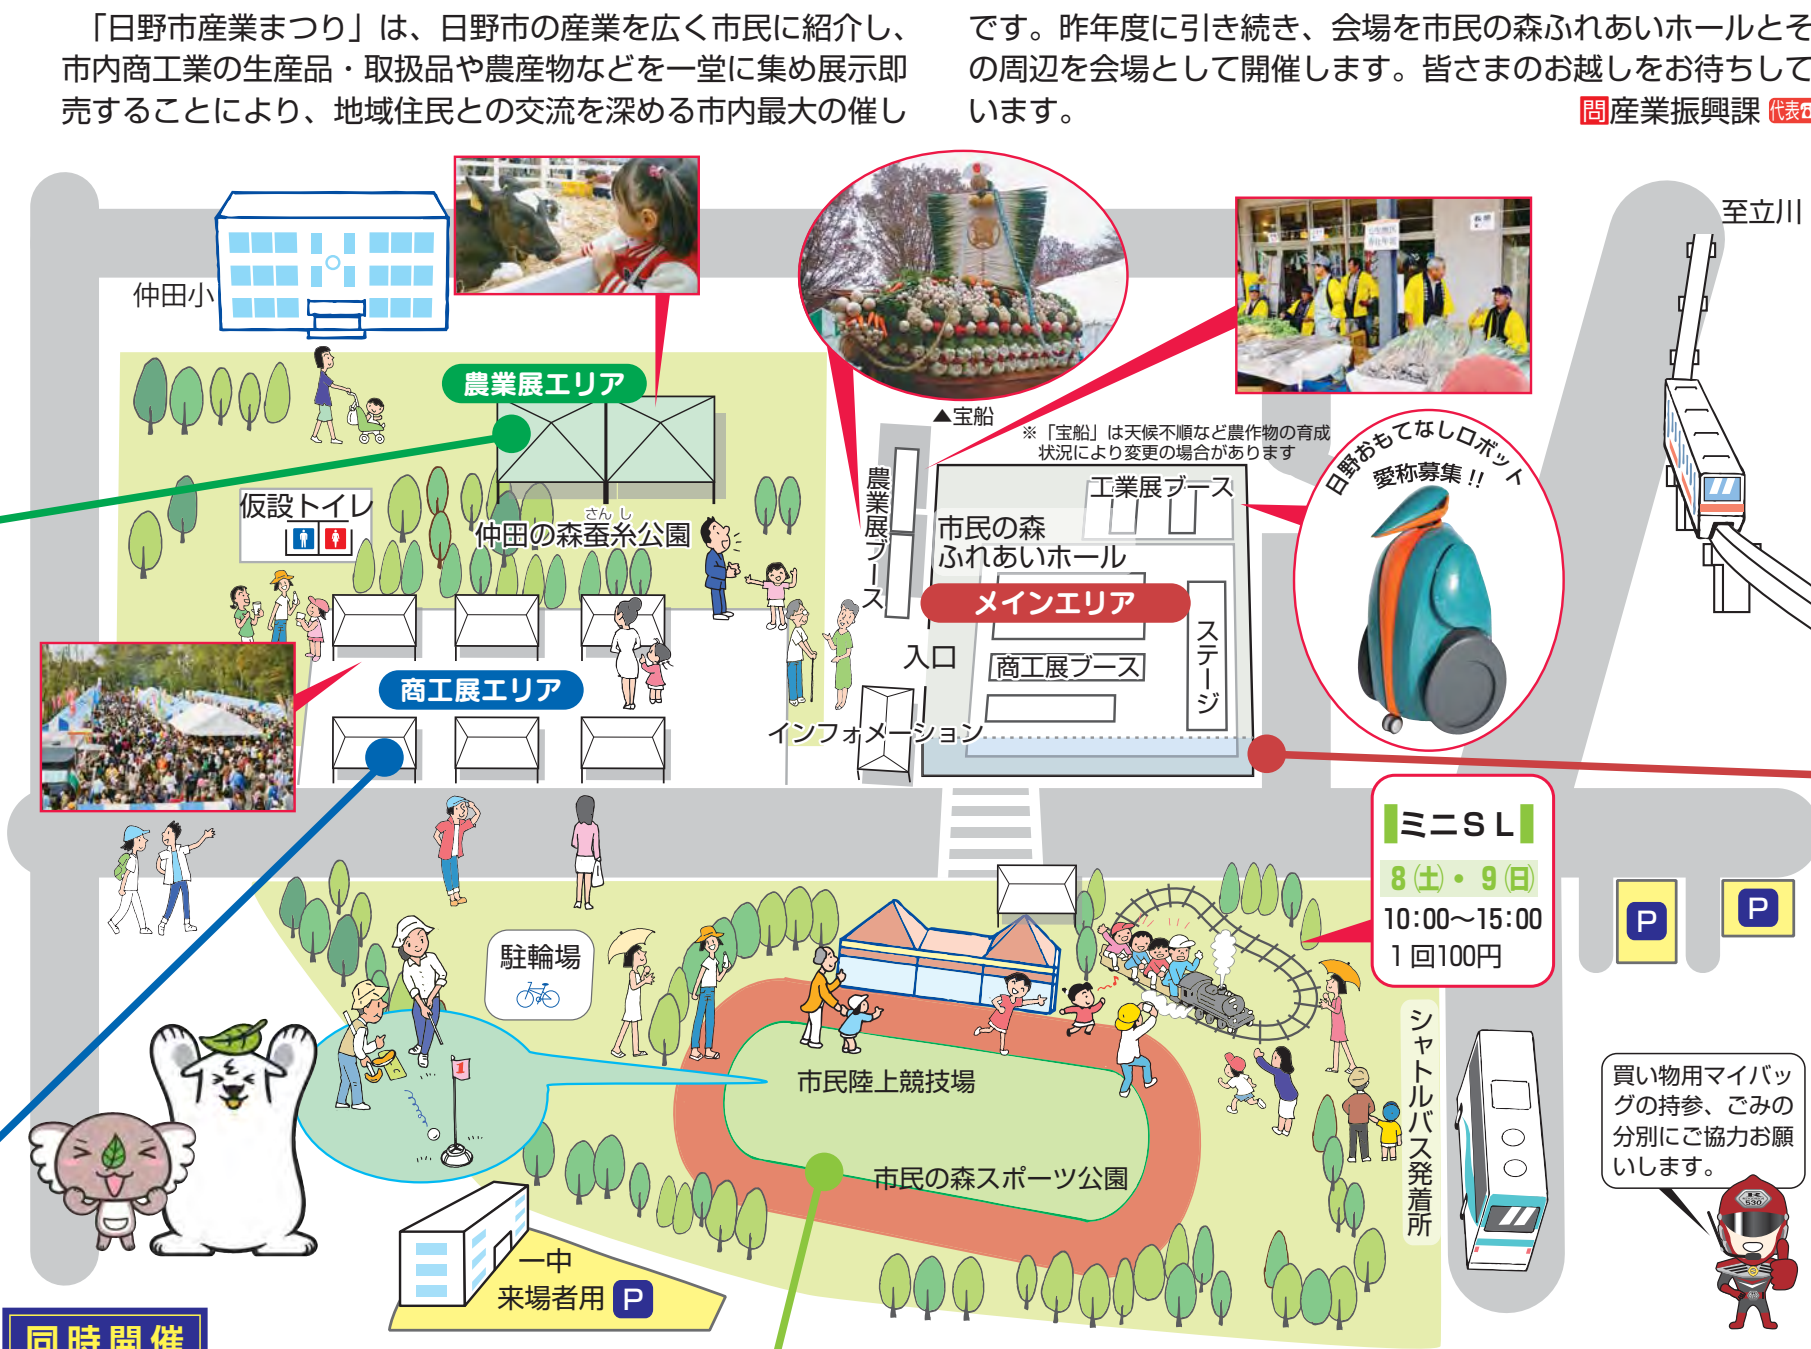 「日野市産業まつり」は、日野市の産業を広く市民に紹介し、
市内商工業の生産品・取扱品や農産物などを一堂に集め展示即
売することにより、地域住民との交流を深める市内最大の催し
です。昨年度に引き続き、会場を市民の森ふれあいホールとそ
の周辺を会場として開催します。皆さまのお越しをお待ちして
います。
問産業振興課 代表☎
至立川
仲田小
農業展エリア
▲宝船
※「宝船」は天候不順など農作物の育成
状況により変更の場合があります
日野おもてなしロボット
愛称募集!!
仮設トイレ
さんし
仲田の森蚕糸公園
農業展ブース
工業展ブース
市民の森
ふれあいホール
メインエリア
ステージ
入口
商工展ブース
商工展エリア
インフォメーション
ミニSL
8(土)・9(日)
10:00〜15:00
1回100円
P
P
駐輪場
1
市民陸上競技場
市民の森スポーツ公園
シャトルバス発着所
買い物用マイバッ
グの持参、ごみの
分別にご協力お願
いします。
R
530
一中
来場者用 P
同時開催